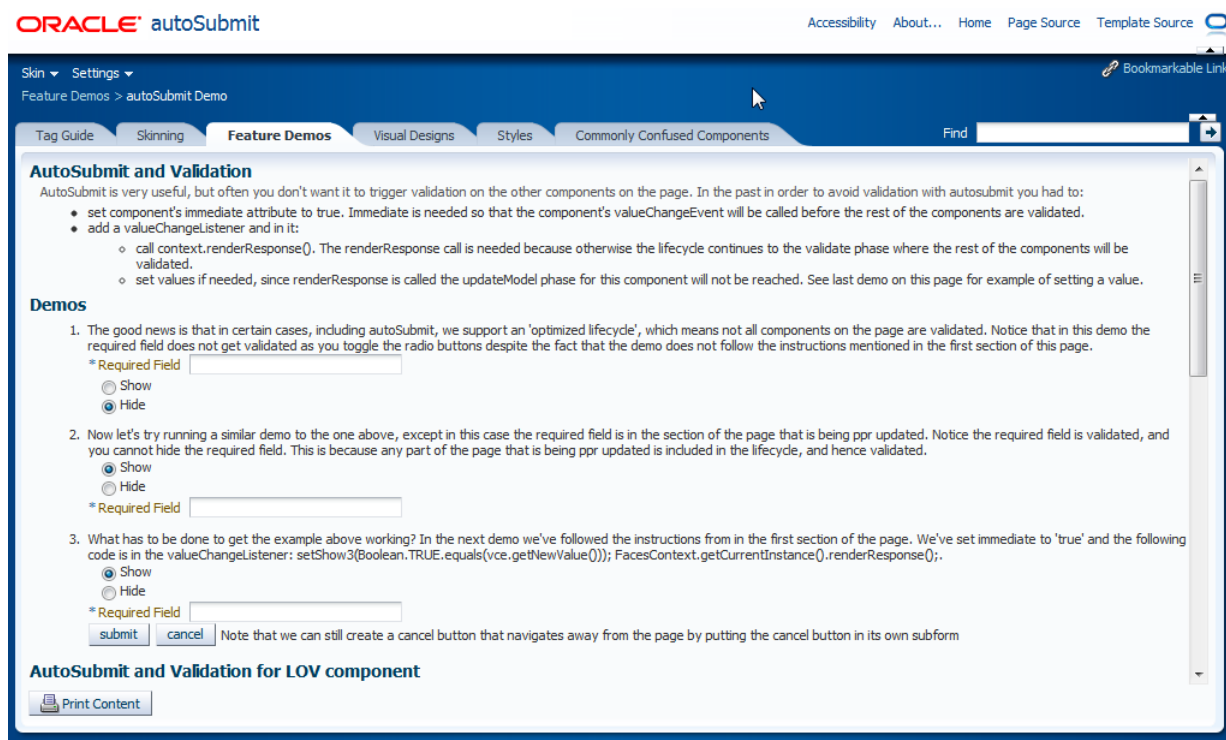 ORACLE autoSubmit
Accessibility About... Home Page Source Template Source
Skin Settings
Bookmarkable Link
Feature Demos > autoSubmit Demo
Tag Guide Skinning Feature Demos Visual Designs Styles Commonly Confused Components Find
AutoSubmit and Validation
AutoSubmit is very useful, but often you don't want it to trigger validation on the other components on the page. In the past in order to avoid validation with autosubmit you had to:
set component's immediate attribute to true. Immediate is needed so that the component's valueChangeEvent will be called before the rest of the components are validated.
add a valueChangeListener and in it:
call context.renderResponse(). The renderResponse call is needed because otherwise the lifecycle continues to the validate phase where the rest of the components will be
validated.
set values if needed, since renderResponse is called the updateModel phase for this component will not be reached. See last demo on this page for example of setting a value.
Demos
1. The good news is that in certain cases, including autoSubmit, we support an 'optimized lifecycle', which means not all components on the page are validated. Notice that in this demo the
required field does not get validated as you toggle the radio buttons despite the fact that the demo does not follow the instructions mentioned in the first section of this page.
* Required Field
Show
Hide
2. Now let's try running a similar demo to the one above, except in this case the required field is in the section of the page that is being ppr updated. Notice the required field is validated, and
you cannot hide the required field. This is because any part of the page that is being ppr updated is included in the lifecycle, and hence validated.
Show
Hide
* Required Field
3. What has to be done to get the example above working? In the next demo we've followed the instructions from in the first section of the page. We've set immediate to 'true' and the following
code is in the valueChangeListener: setShow3(Boolean.TRUE.equals(vce.getNewValue())); FacesContext.getCurrentInstance().renderResponse();.
Show
Hide
* Required Field
submit cancel Note that we can still create a cancel button that navigates away from the page by putting the cancel button in its own subform
AutoSubmit and Validation for LOV component
Print Content